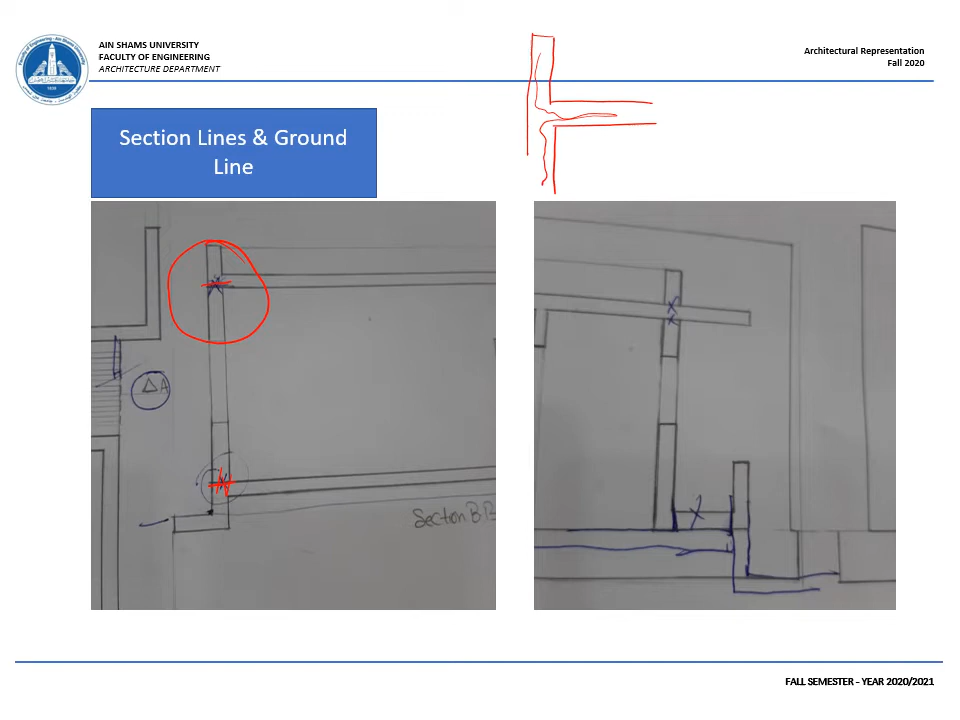 AIN SHAMS UNIVERSITY
FACULTY OF ENGINEERING
ARCHITECTURE DEPARTMENT
Architectural Representation
Fall 2020
Section Lines & Ground
Line
A
Section B B
FALL SEMESTER - YEAR 2020/2021